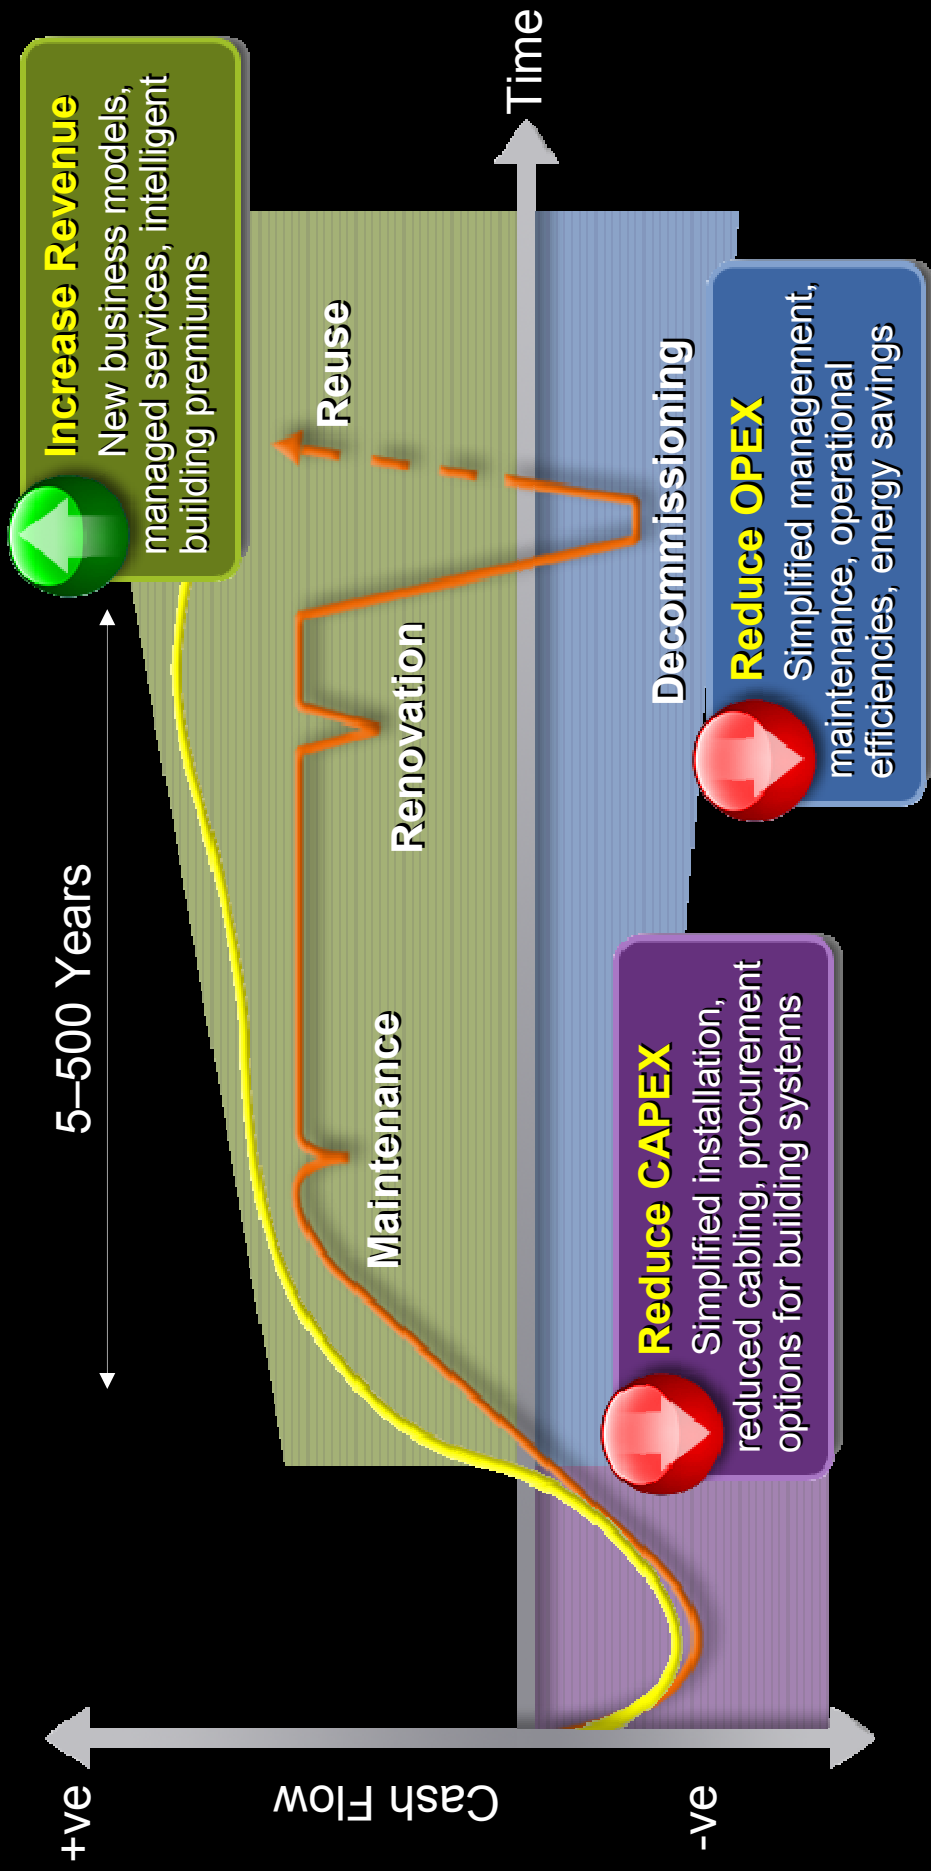 +ve
Cash Flow
-ve
5–500 Years
Increase Revenue
New business models,
managed services, intelligent
building premiums
Maintenance
Renovation
Reuse
Time
Decommissioning
Reduce CAPEX
Simplified installation,
reduced cabling, procurement
options for building systems
Reduce OPEX
Simplified management,
maintenance, operational
efficiencies, energy savings